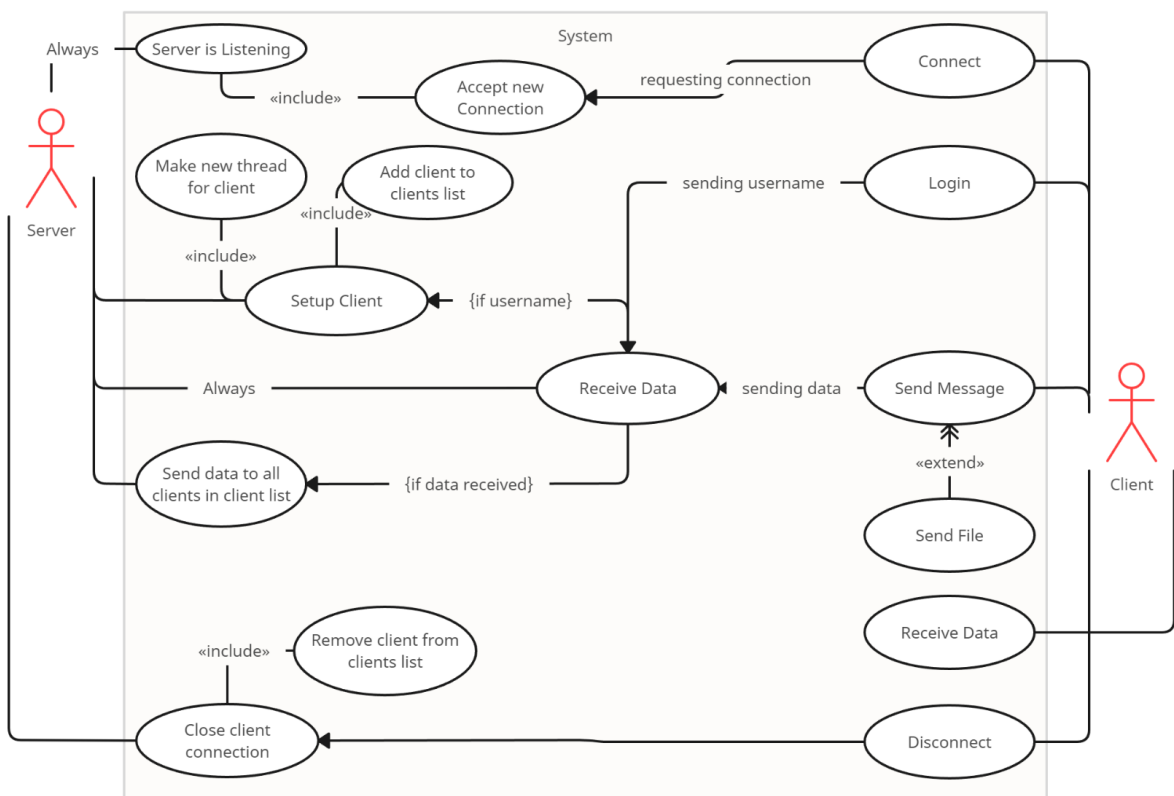 System
Always
Server is Listening
Connect
requesting connection
«include»
Accept new
Connection
Make new thread
for client
Add client to
clients list
sending username
Login
«include»
Server
«include»
Setup Client
{if username}
Always
Receive Data
sending data
Send Message
«extend»
Send data to all
clients in client list
{if data received}
Client
Send File
Receive Data
«include»
Remove client from
clients list
Close client
connection
Disconnect